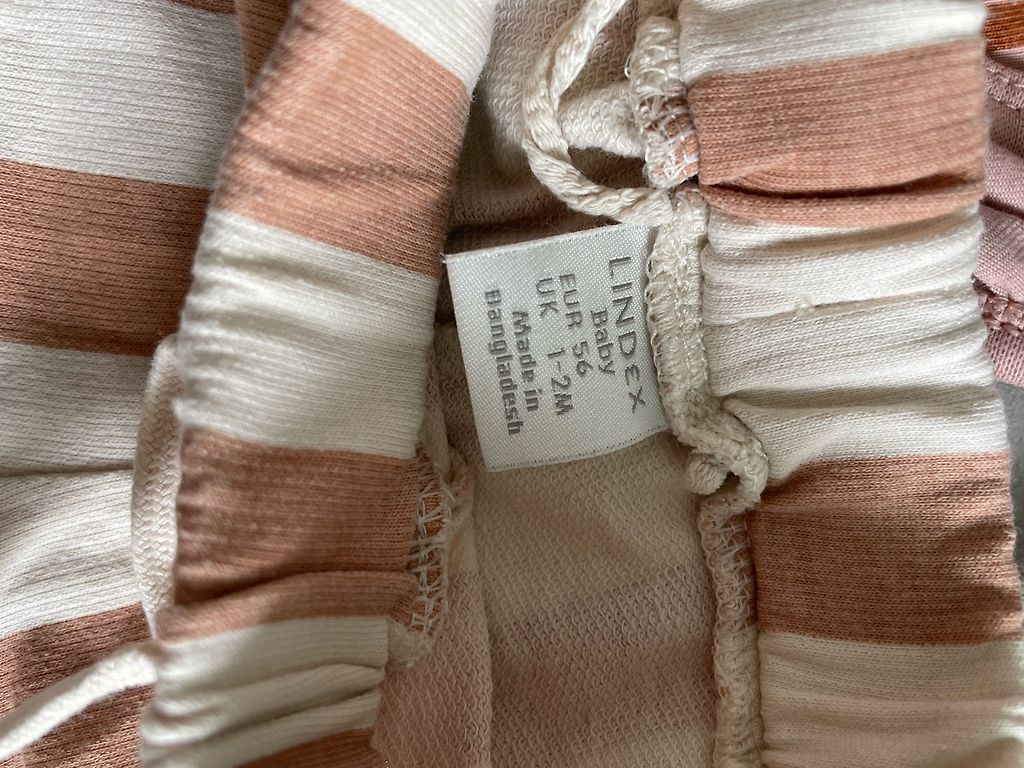 LINDEX
Baby
EUR 56
UK 1-2M
Made in
Bangladesh